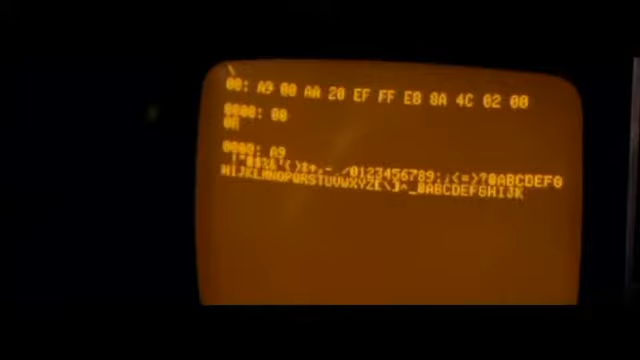 \
00: A9 00 AA 20 EF FF E8 8A 4C 02 00
0000: 00
0R
0000: A9
!"#$%&'()*+,-./0123456789:;<=>?@ABCDEFG
HIJKLMNOPQRSTUVWXYZ[\]^_@ABCDEFGHIJK